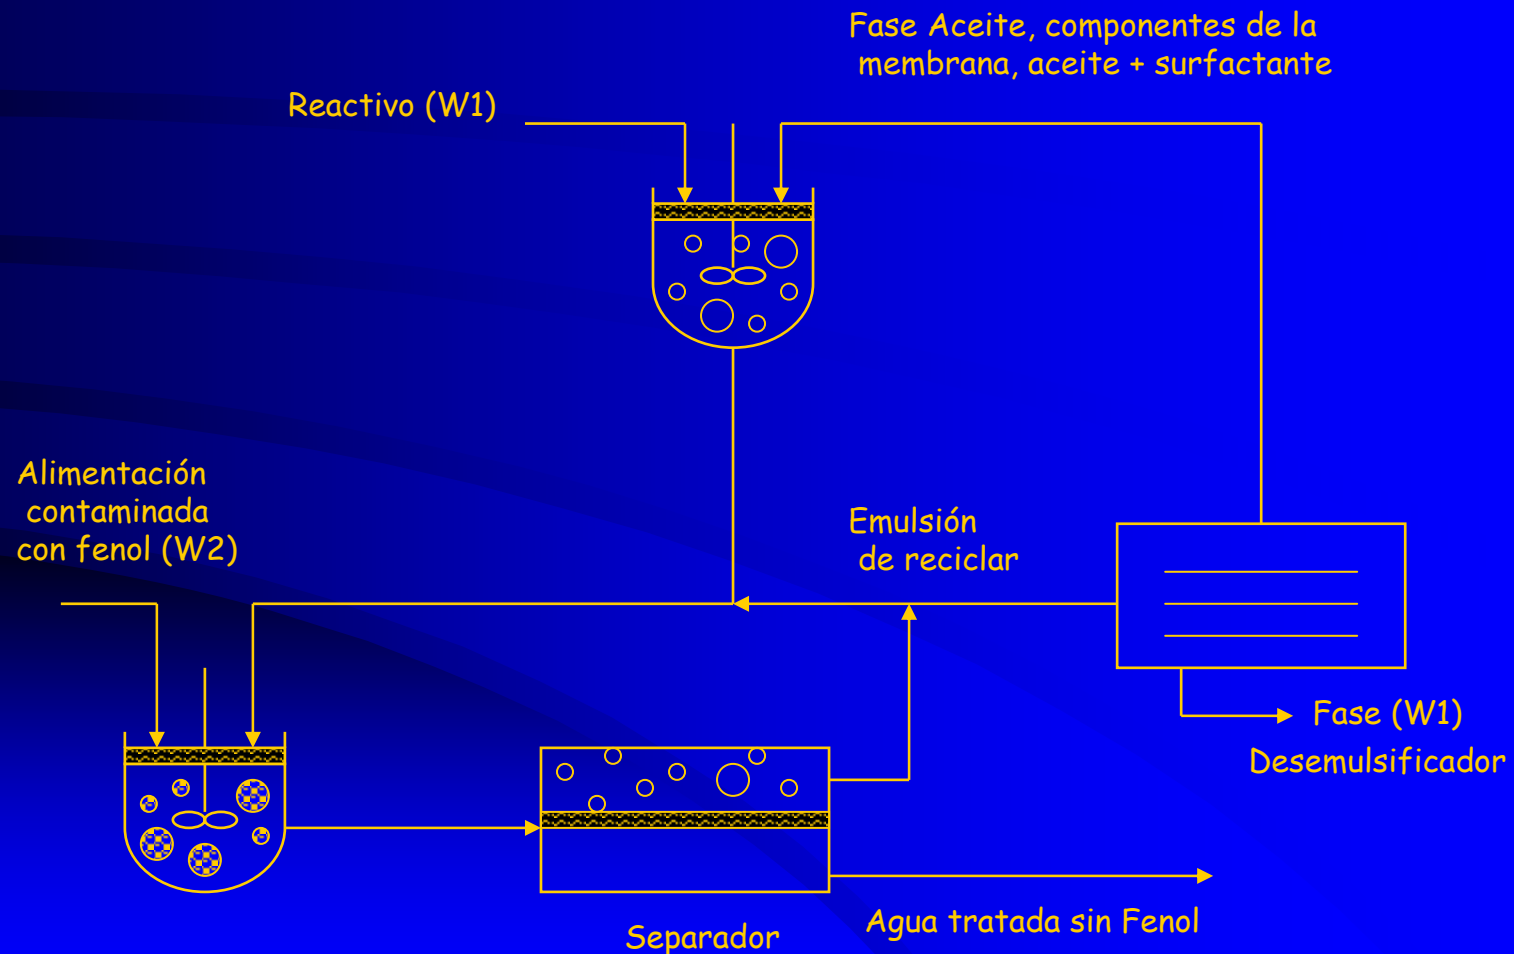 Fase Aceite, componentes de la
membrana, aceite + surfactante
Reactivo (W1)
Alimentación
contaminada
con fenol (W2)
Emulsión
de reciclar
Fase (W1)
Desemulsificador
Agua tratada sin Fenol
Separador